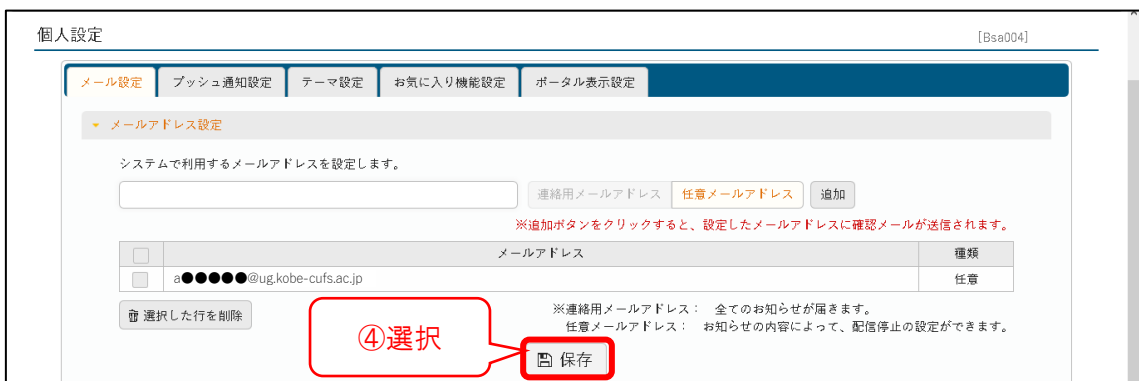 個人設定 [Bsa004]
メール設定 プッシュ通知設定 テーマ設定 お気に入り機能設定 ポータル表示設定
メールアドレス設定
システムで利用するメールアドレスを設定します。
連絡用メールアドレス 任意メールアドレス 追加
※追加ボタンをクリックすると、設定したメールアドレスに確認メールが送信されます。
メールアドレス 種類
a●●●●●@ug.kobe-cufs.ac.jp 任意
選択した行を削除
※連絡用メールアドレス： 全てのお知らせが届きます。
任意メールアドレス： お知らせの内容によって、配信停止の設定ができます。
④選択
保存